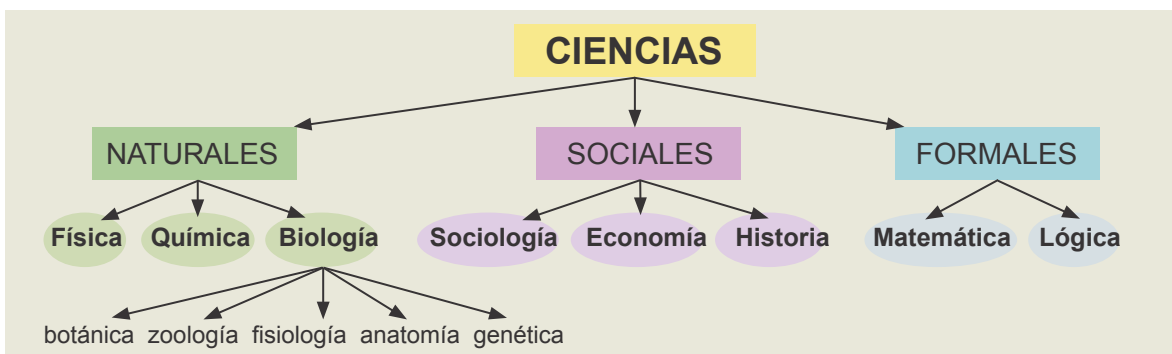 CIENCIAS
NATURALES SOCIALES FORMALES
Física Química Biología Sociología Economía Historia Matemática Lógica
botánica zoología fisiología anatomía genética